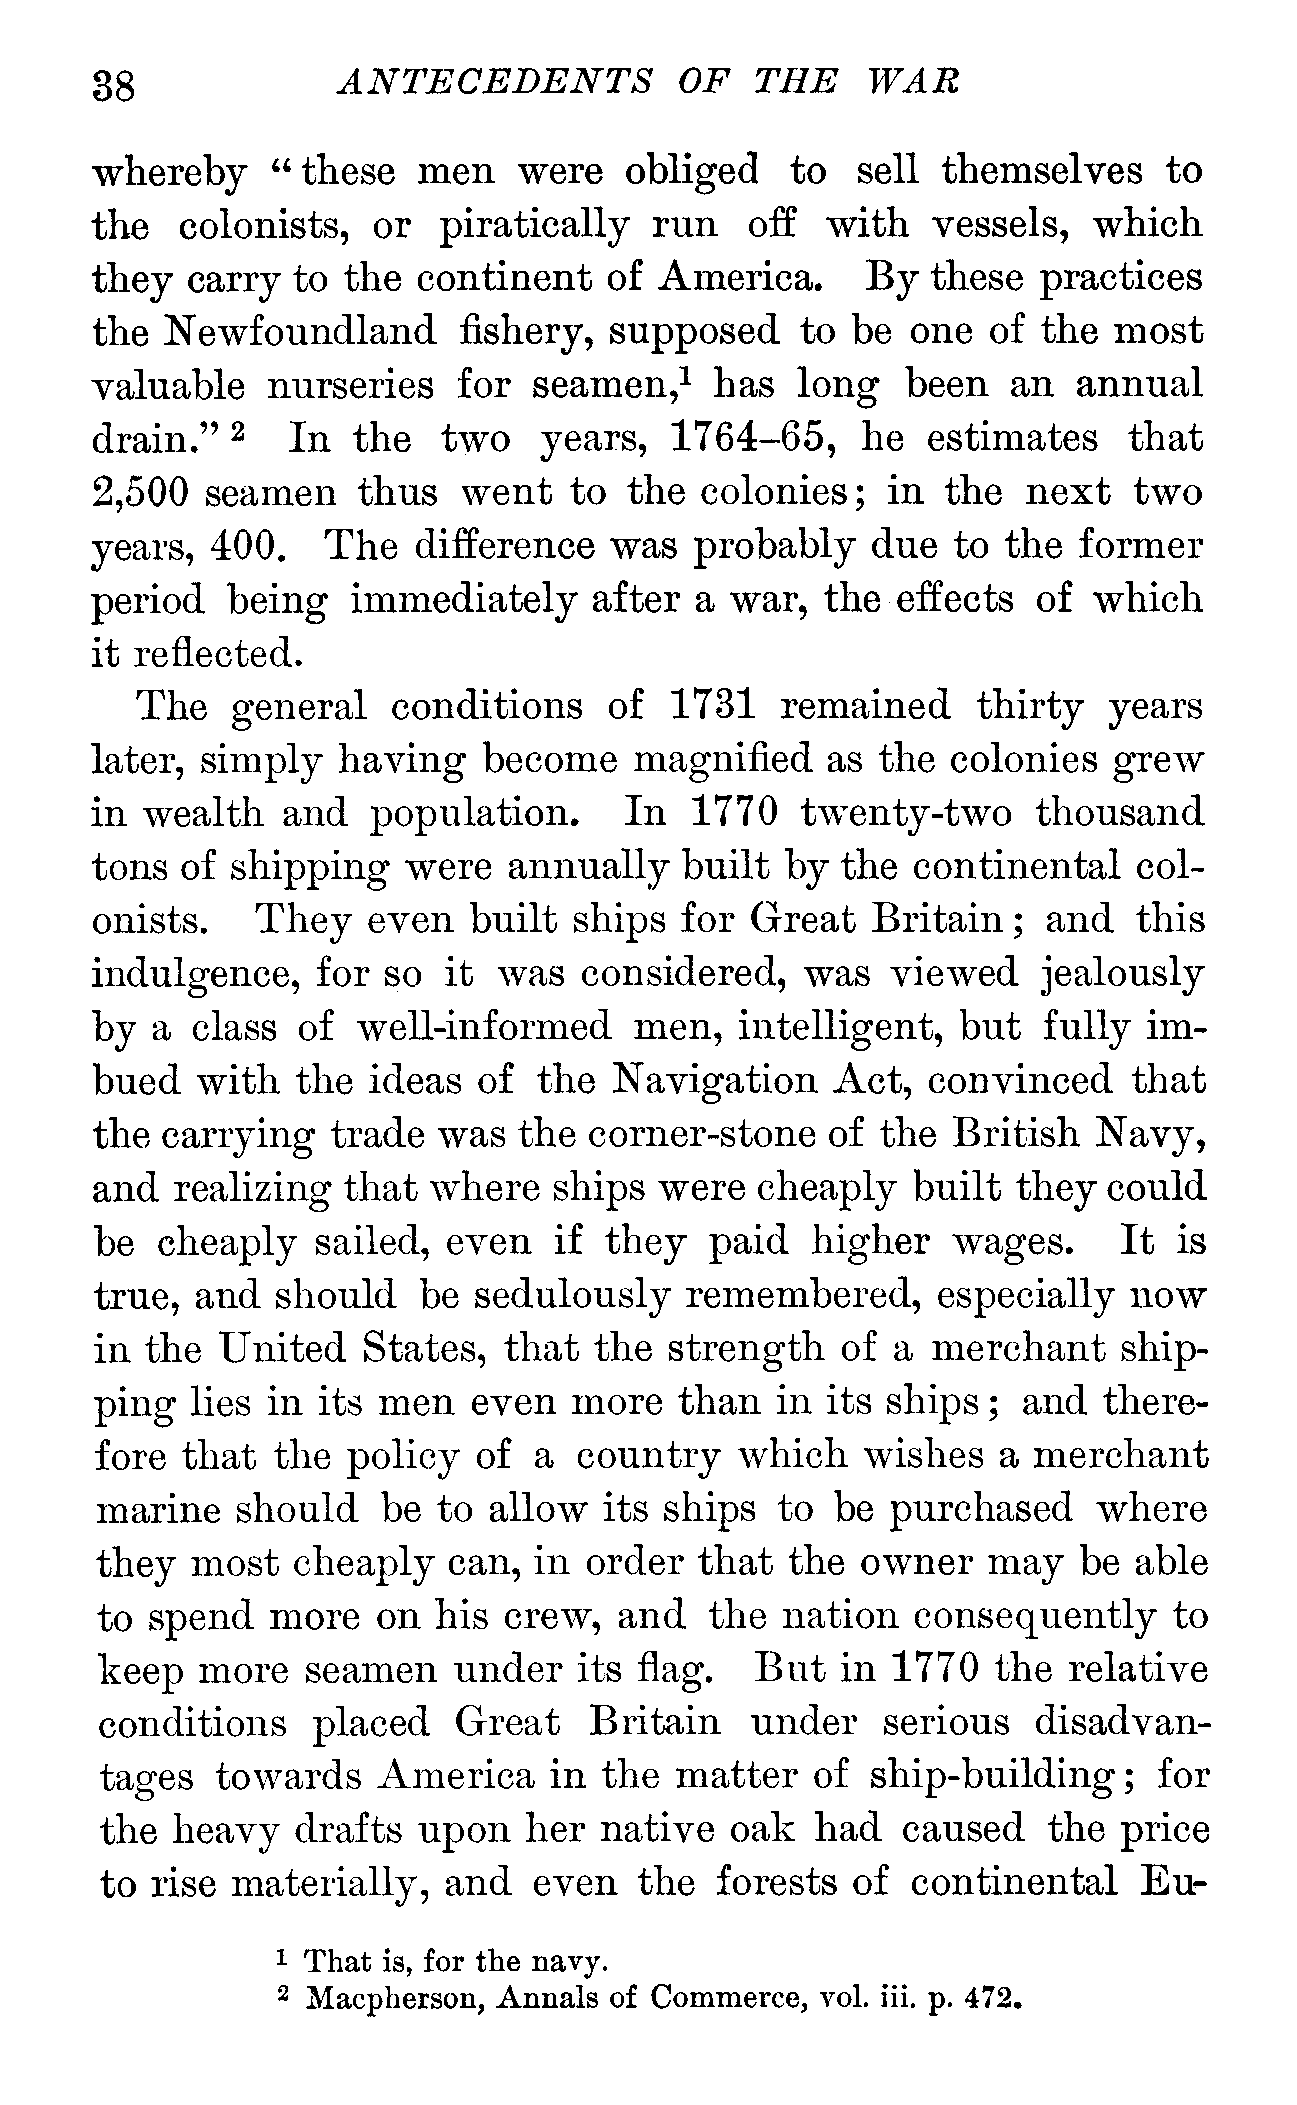 38 ANTECEDENTS OF THE WAR
whereby “ these men were obliged to sell themselves to
the colonists, or piratically run off with vessels, which
they carry to the continent of America. By these practices
the Newfoundland fishery, supposed to be one of the most
valuable nurseries for seamen,¹ has long been an annual
drain.” ² In the two years, 1764–65, he estimates that
2,500 seamen thus went to the colonies; in the next two
years, 400. The difference was probably due to the former
period being immediately after a war, the effects of which
it reflected.
The general conditions of 1731 remained thirty years
later, simply having become magnified as the colonies grew
in wealth and population. In 1770 twenty-two thousand
tons of shipping were annually built by the continental col-
onists. They even built ships for Great Britain; and this
indulgence, for so it was considered, was viewed jealously
by a class of well-informed men, intelligent, but fully im-
bued with the ideas of the Navigation Act, convinced that
the carrying trade was the corner-stone of the British Navy,
and realizing that where ships were cheaply built they could
be cheaply sailed, even if they paid higher wages. It is
true, and should be sedulously remembered, especially now
in the United States, that the strength of a merchant ship-
ping lies in its men even more than in its ships; and there-
fore that the policy of a country which wishes a merchant
marine should be to allow its ships to be purchased where
they most cheaply can, in order that the owner may be able
to spend more on his crew, and the nation consequently to
keep more seamen under its flag. But in 1770 the relative
conditions placed Great Britain under serious disadvan-
tages towards America in the matter of ship-building; for
the heavy drafts upon her native oak had caused the price
to rise materially, and even the forests of continental Eu-
¹ That is, for the navy.
² Macpherson, Annals of Commerce, vol. iii. p. 472.